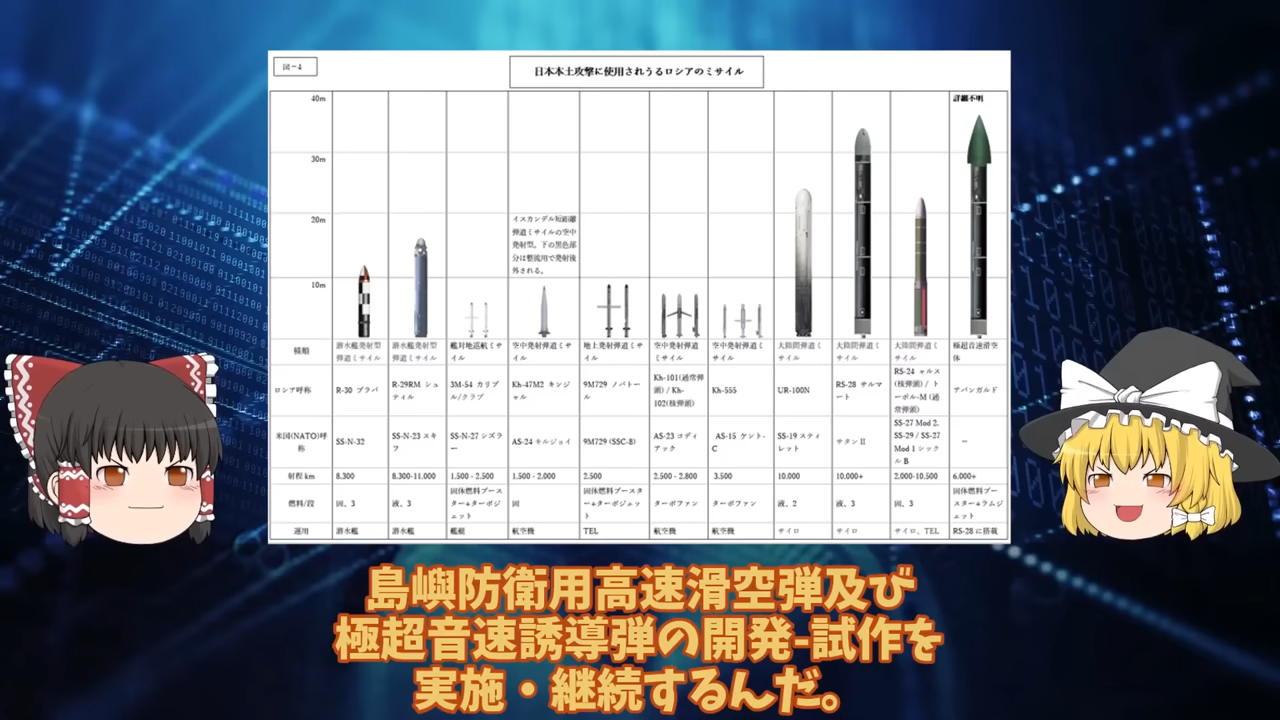 図-4
日本本土攻撃に使用されうるロシアのミサイル
40m
30m
20m
10m
詳細不明
イスカンデル短距離
弾道ミサイルの空中
発射型。下の黒色部
分は整流用で発射後
外される。
種類
潜水艦発射型
弾道ミサイル
潜水艦発射型
弾道ミサイル
艦対地巡航ミサ
イル
空中発射弾道ミサ
イル
地上発射弾道ミサ
イル
空中発射弾道
ミサイル
空中発射弾道ミ
サイル
大陸間弾道ミ
サイル
大陸間弾道ミ
サイル
大陸間弾道ミ
サイル
極超音速滑空
体
ロシア呼称
R-30 ブラバ
R-29RM シュ
ティル
3M-54 カリブ
ル/クラブ
Kh-47M2 キンジ
ャル
9M729 ノバトー
ル
Kh-101(通常弾
頭) / Kh-
102(核弾頭)
Kh-555
UR-100N
RS-28 サルマ
ート
RS-24 ヤルス
(核弾頭) / ト
ーポル-M (通
常弾頭)
アバンガルド
米国(NATO)呼
称
SS-N-32
SS-N-23 スキ
フ
SS-N-27 シズラ
ー
AS-24 キルジョイ
9M729 (SSC-8)
AS-23 コディ
アック
AS-15 ケント-
C
SS-19 スティ
レット
サタンⅡ
SS-27 Mod 2.
SS-29 / SS-27
Mod 1 シック
ル B
–
射程 km
8.300
8.300-11.000
1.500 - 2.500
1.500 - 2.000
2.500
2.500 - 2.800
3.500
10.000
10.000+
2.000-10.500
6.000+
燃料/段
固、3
液、3
固体燃料ブース
ター+ターボジ
ェット
固
固体燃料ブースタ
ー+ターボジェッ
ト
ターボファン
ターボファン
液、2
液、3
固、3
固体燃料ブー
スター+ラムジ
ェット
運用
潜水艦
潜水艦
艦艇
航空機
TEL
航空機
航空機
サイロ
サイロ
サイロ、TEL
RS-28 に搭載
島嶼防衛用高速滑空弾及び
極超音速誘導弾の開発-試作を
実施・継続するんだ。